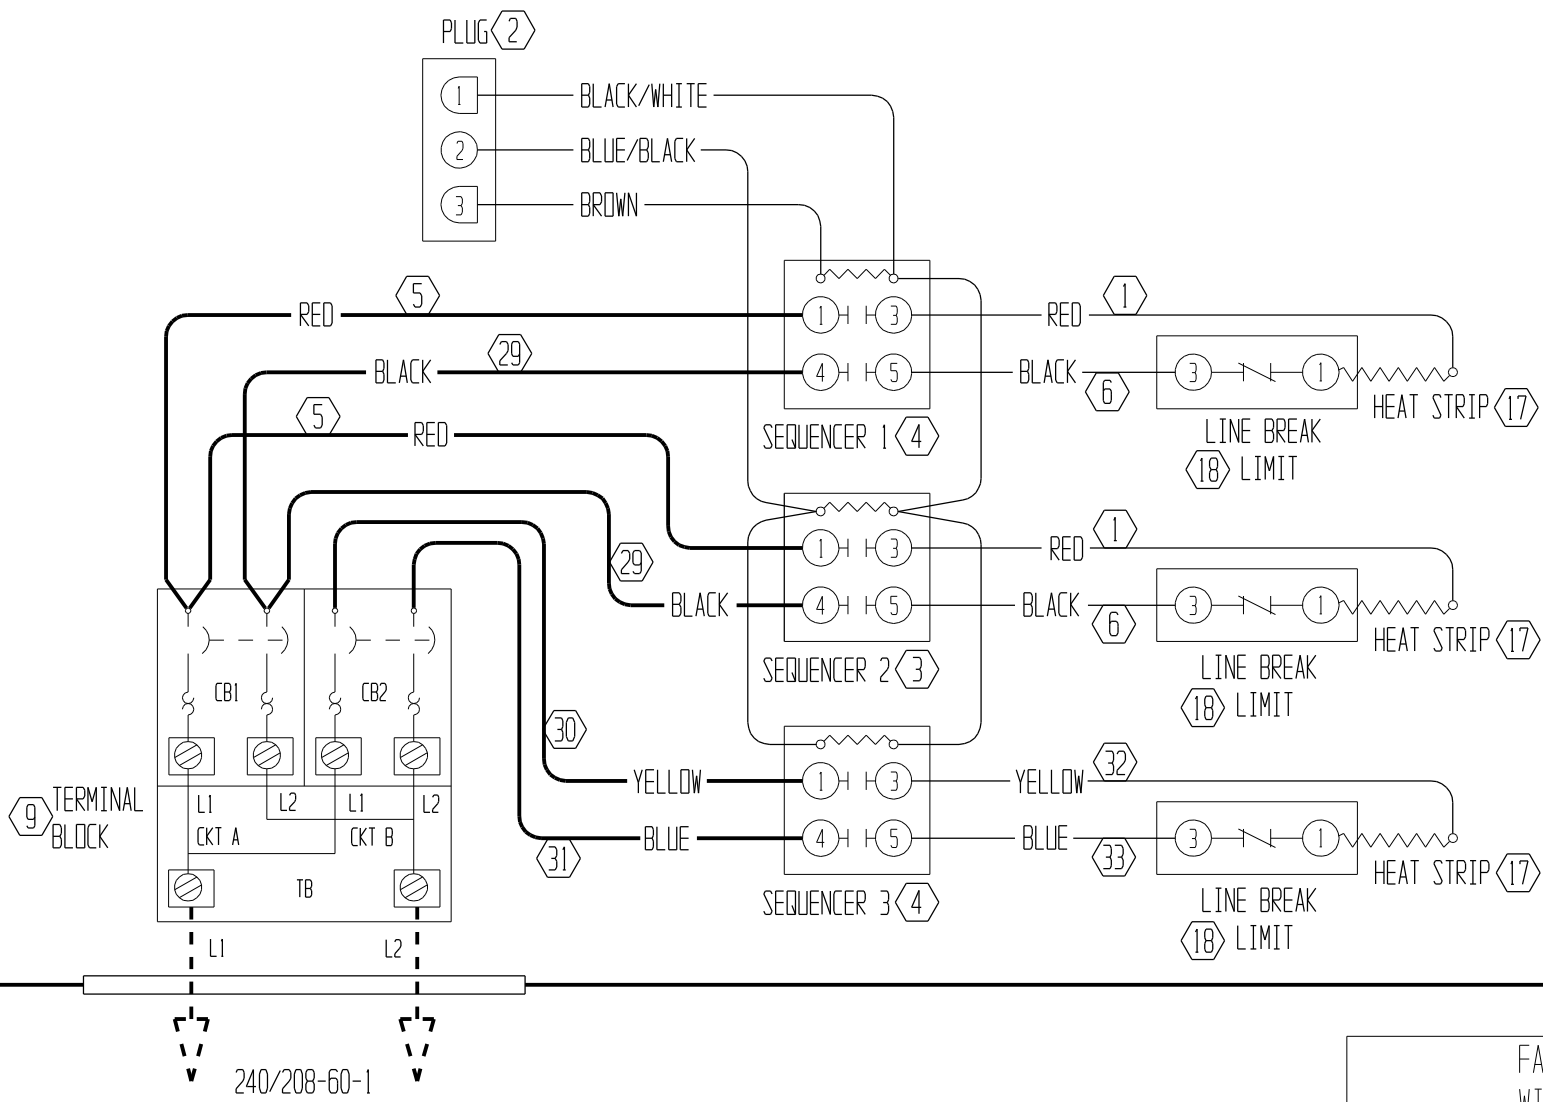 PLUG 2
1 BLACK/WHITE
2 BLUE/BLACK
3 BROWN
5
RED
1 3
RED
1
29
BLACK
4 5
BLACK
6
3 1
HEAT STRIP 17
5
RED
SEQUENCER 1 4
LINE BREAK
18 LIMIT
1 3
RED
1
29
BLACK
4 5
BLACK
6
3 1
HEAT STRIP 17
SEQUENCER 2 3
LINE BREAK
18 LIMIT
CB1 CB2
30
YELLOW
1 3
YELLOW
32
9 TERMINAL
BLOCK
L1 L2 L1 L2
CKT A CKT B
31
BLUE
4 5
BLUE
33
3 1
HEAT STRIP 17
TB
SEQUENCER 3 4
LINE BREAK
18 LIMIT
L1 L2
240/208-60-1
FA
WI